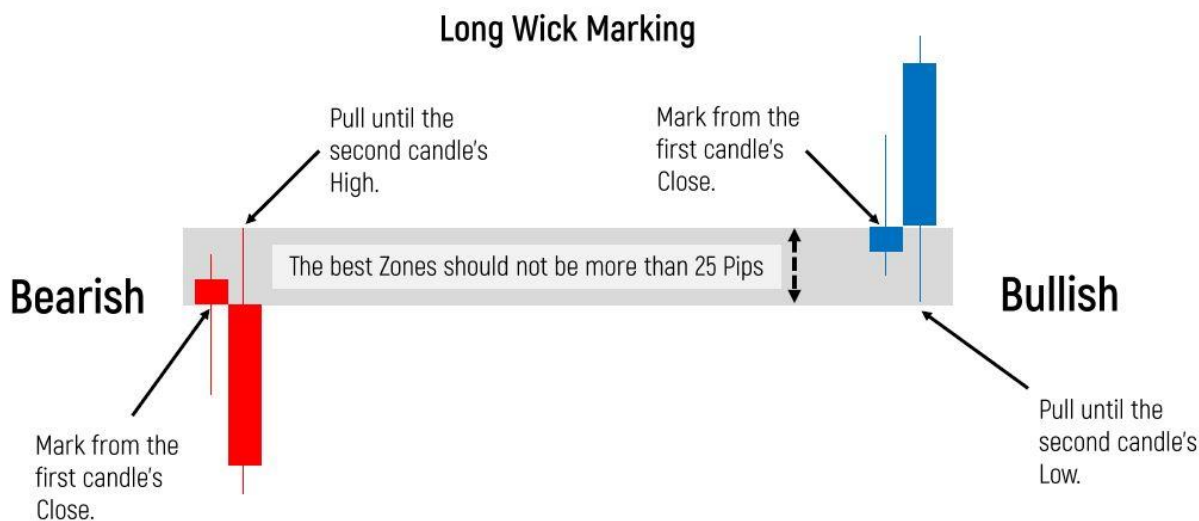 Long Wick Marking
Pull until the
second candle's
High.
Mark from the
first candle's
Close.
The best Zones should not be more than 25 Pips
Bearish
Bullish
Mark from the
first candle's
Close.
Pull until the
second candle's
Low.